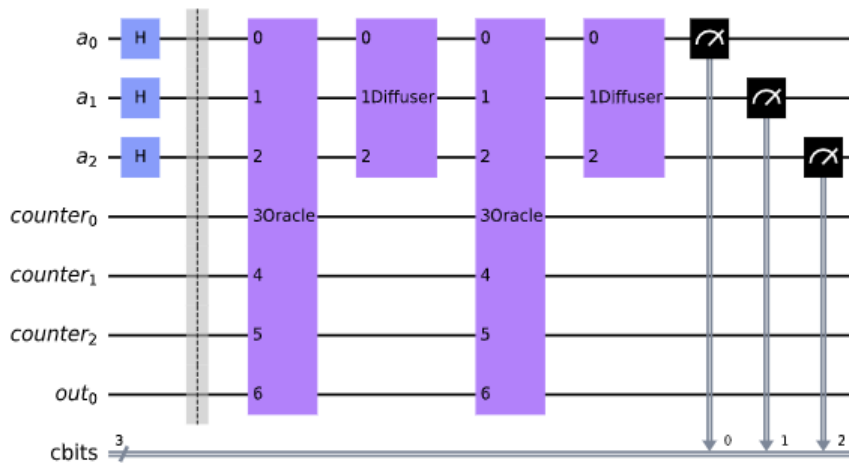 a0 H 0 0 0 0
a1 H 1 1Diffuser 1 1Diffuser
a2 H 2 2 2 2
counter0 3Oracle 3Oracle
counter1 4 4
counter2 5 5
out0 6 6
cbits 3 0 1 2